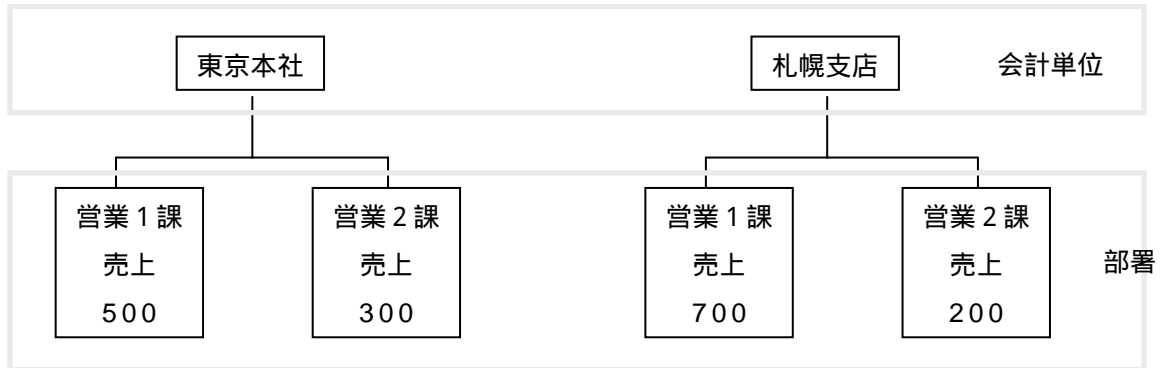 東京本社
札幌支店
会計単位
営業1課
売上
500
営業2課
売上
300
営業1課
売上
700
営業2課
売上
200
部署